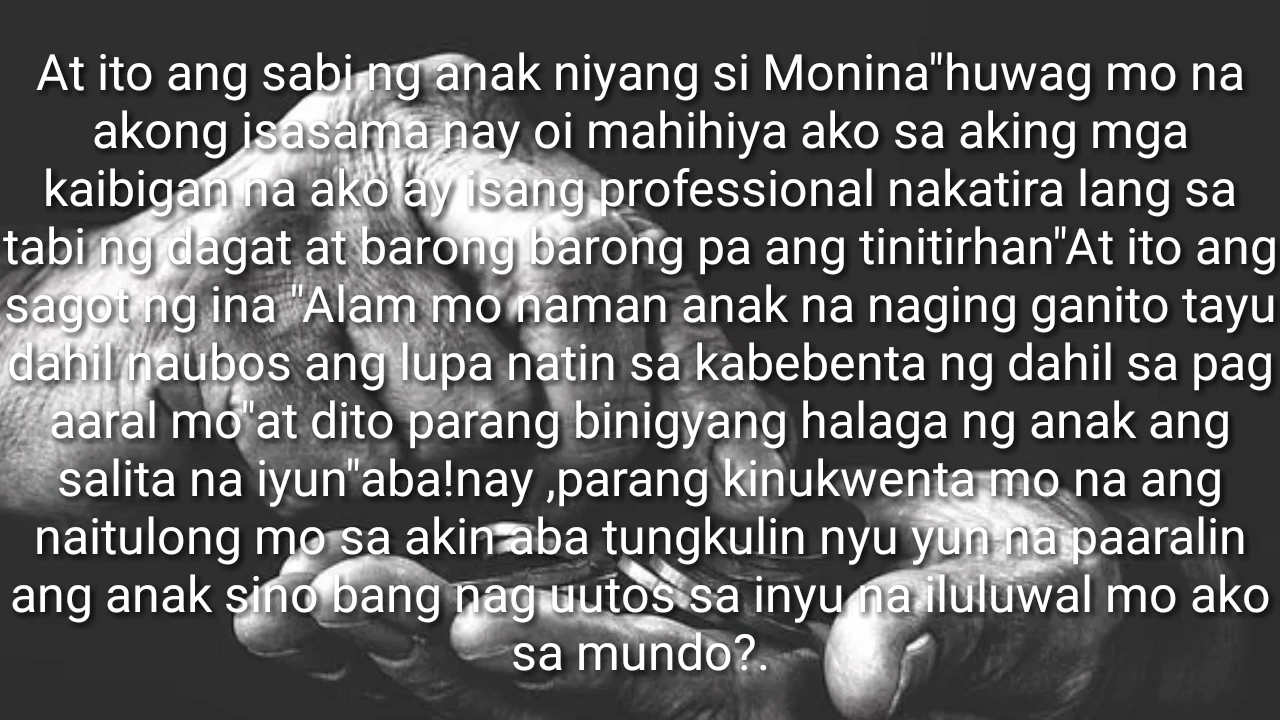 At ito ang sabi ng anak niyang si Monina"huwag mo na
akong isasama nay oi mahihiya ako sa aking mga
kaibigan na ako ay isang professional nakatira lang sa
tabi ng dagat at barong barong pa ang tinitirhan"At ito ang
sagot ng ina "Alam mo naman anak na naging ganito tayu
dahil naubos ang lupa natin sa kabebenta ng dahil sa pag
aaral mo"at dito parang binigyang halaga ng anak ang
salita na iyun"aba!nay ,parang kinukwenta mo na ang
naitulong mo sa akin aba tungkulin nyu yun na paaralin
ang anak sino bang nag uutos sa inyu na iluluwal mo ako
sa mundo?.